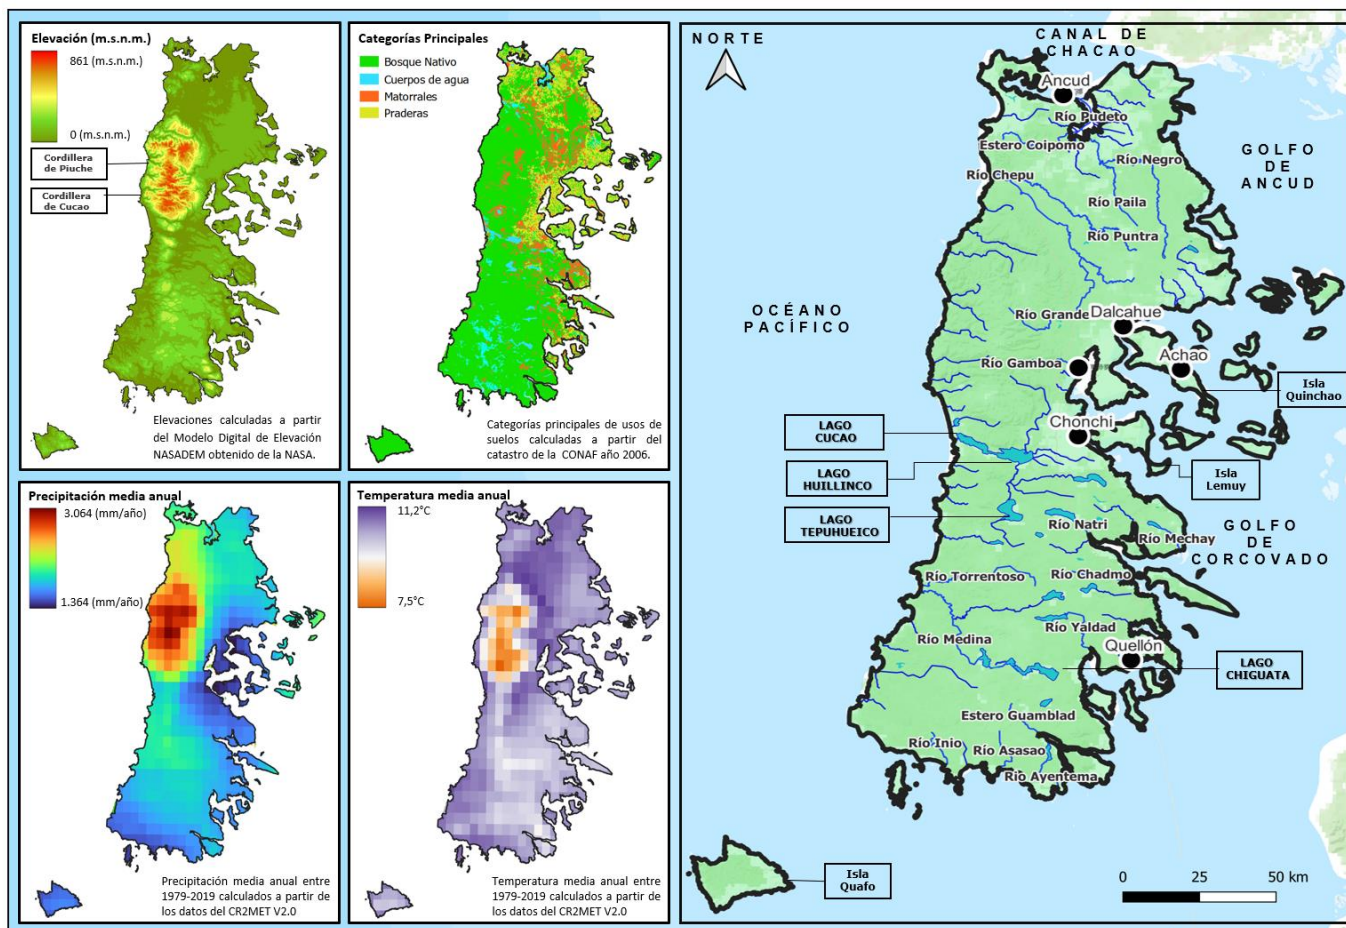 Elevación (m.s.n.m.)
861 (m.s.n.m.)
0 (m.s.n.m.)
Cordillera
de Piuche
Cordillera
de Cucao
Elevaciones calculadas a partir
del Modelo Digital de Elevación
NASADEM obtenido de la NASA.
Categorías Principales
Bosque Nativo
Cuerpos de agua
Matorrales
Praderas
Categorías principales de usos de
suelos calculadas a partir del
catastro de la CONAF año 2006.
Precipitación media anual
3.064 (mm/año)
1.364 (mm/año)
Precipitación media anual entre
1979-2019 calculados a partir de
los datos del CR2MET V2.0
Temperatura media anual
11,2°C
7,5°C
Temperatura media anual entre
1979-2019 calculados a partir de
los datos del CR2MET V2.0
NORTE
CANAL DE
CHACAO
Ancud
Río Pudeto
Estero Coipomo
Río Negro
Río Chepu
Río Paila
Río Puntra
GOLFO
DE
ANCUD
OCÉANO
PACÍFICO
Río Grande
Dalcahue
Río Gamboa
Achao
Isla
Quinchao
LAGO
CUCAO
Chonchi
LAGO
HUILLINCO
Isla
Lemuy
LAGO
TEPUHUEICO
Río Natri
Río Mechay
GOLFO
DE
CORCOVADO
Río Torrentoso
Río Chadmo
Río Medina
Río Yaldad
Quellón
LAGO
CHIGUATA
Estero Guamblad
Río Inio
Río Asasao
Río Ayentema
Isla
Quafo
0 25 50 km